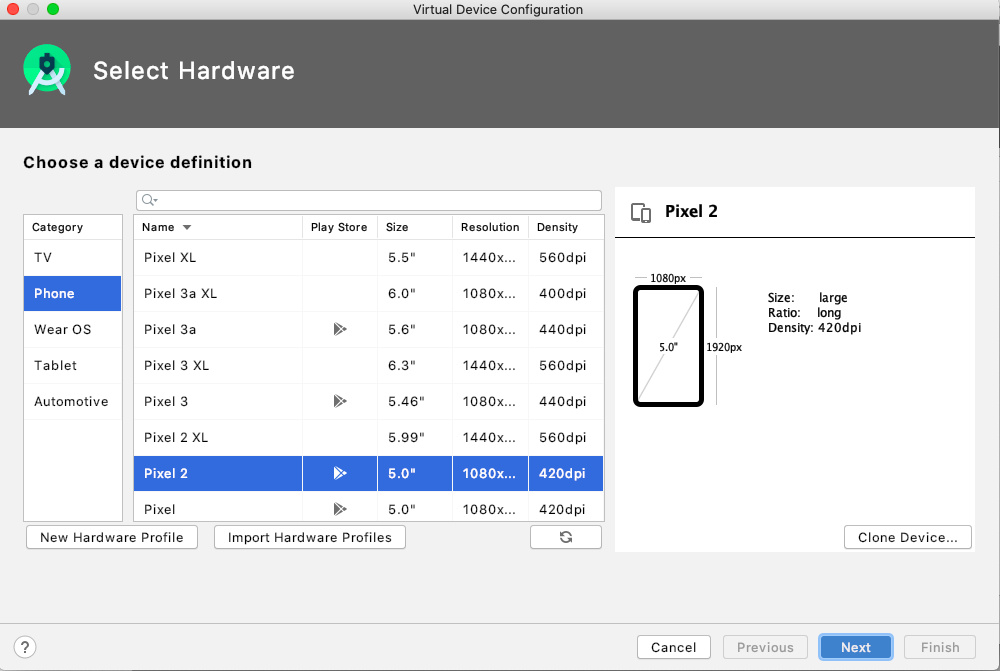 Virtual Device Configuration
Select Hardware
Choose a device definition
Category
TV
Phone
Wear OS
Tablet
Automotive
Name Play Store Size Resolution Density
Pixel XL 5.5" 1440x... 560dpi
Pixel 3a XL 6.0" 1080x... 400dpi
Pixel 3a 5.6" 1080x... 440dpi
Pixel 3 XL 6.3" 1440x... 560dpi
Pixel 3 5.46" 1080x... 440dpi
Pixel 2 XL 5.99" 1440x... 560dpi
Pixel 2 5.0" 1080x... 420dpi
Pixel 5.0" 1080x... 420dpi
New Hardware Profile Import Hardware Profiles
Pixel 2
1080px
5.0"
1920px
Size: large
Ratio: long
Density: 420dpi
Clone Device...
? Cancel Previous Next Finish